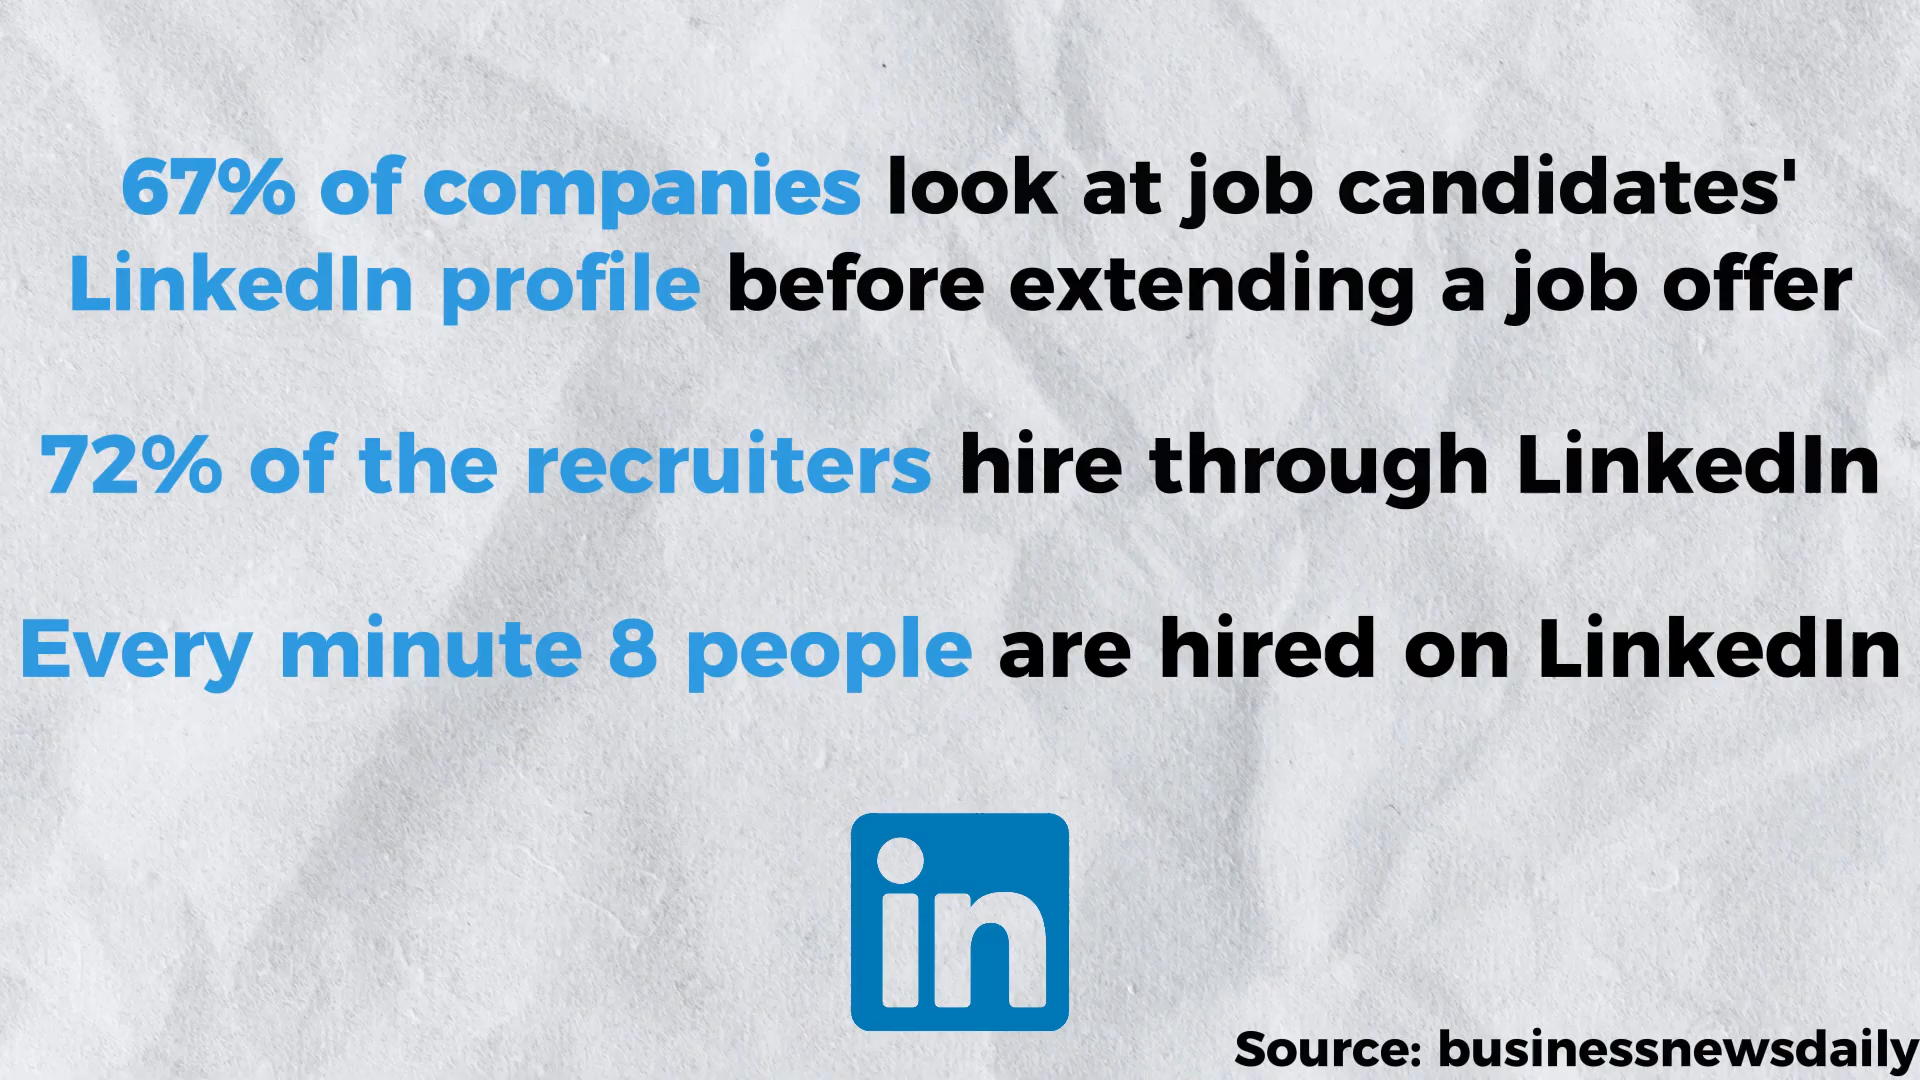 67% of companies look at job candidates'
LinkedIn profile before extending a job offer
72% of the recruiters hire through LinkedIn
Every minute 8 people are hired on LinkedIn
in
Source: businessnewsdaily